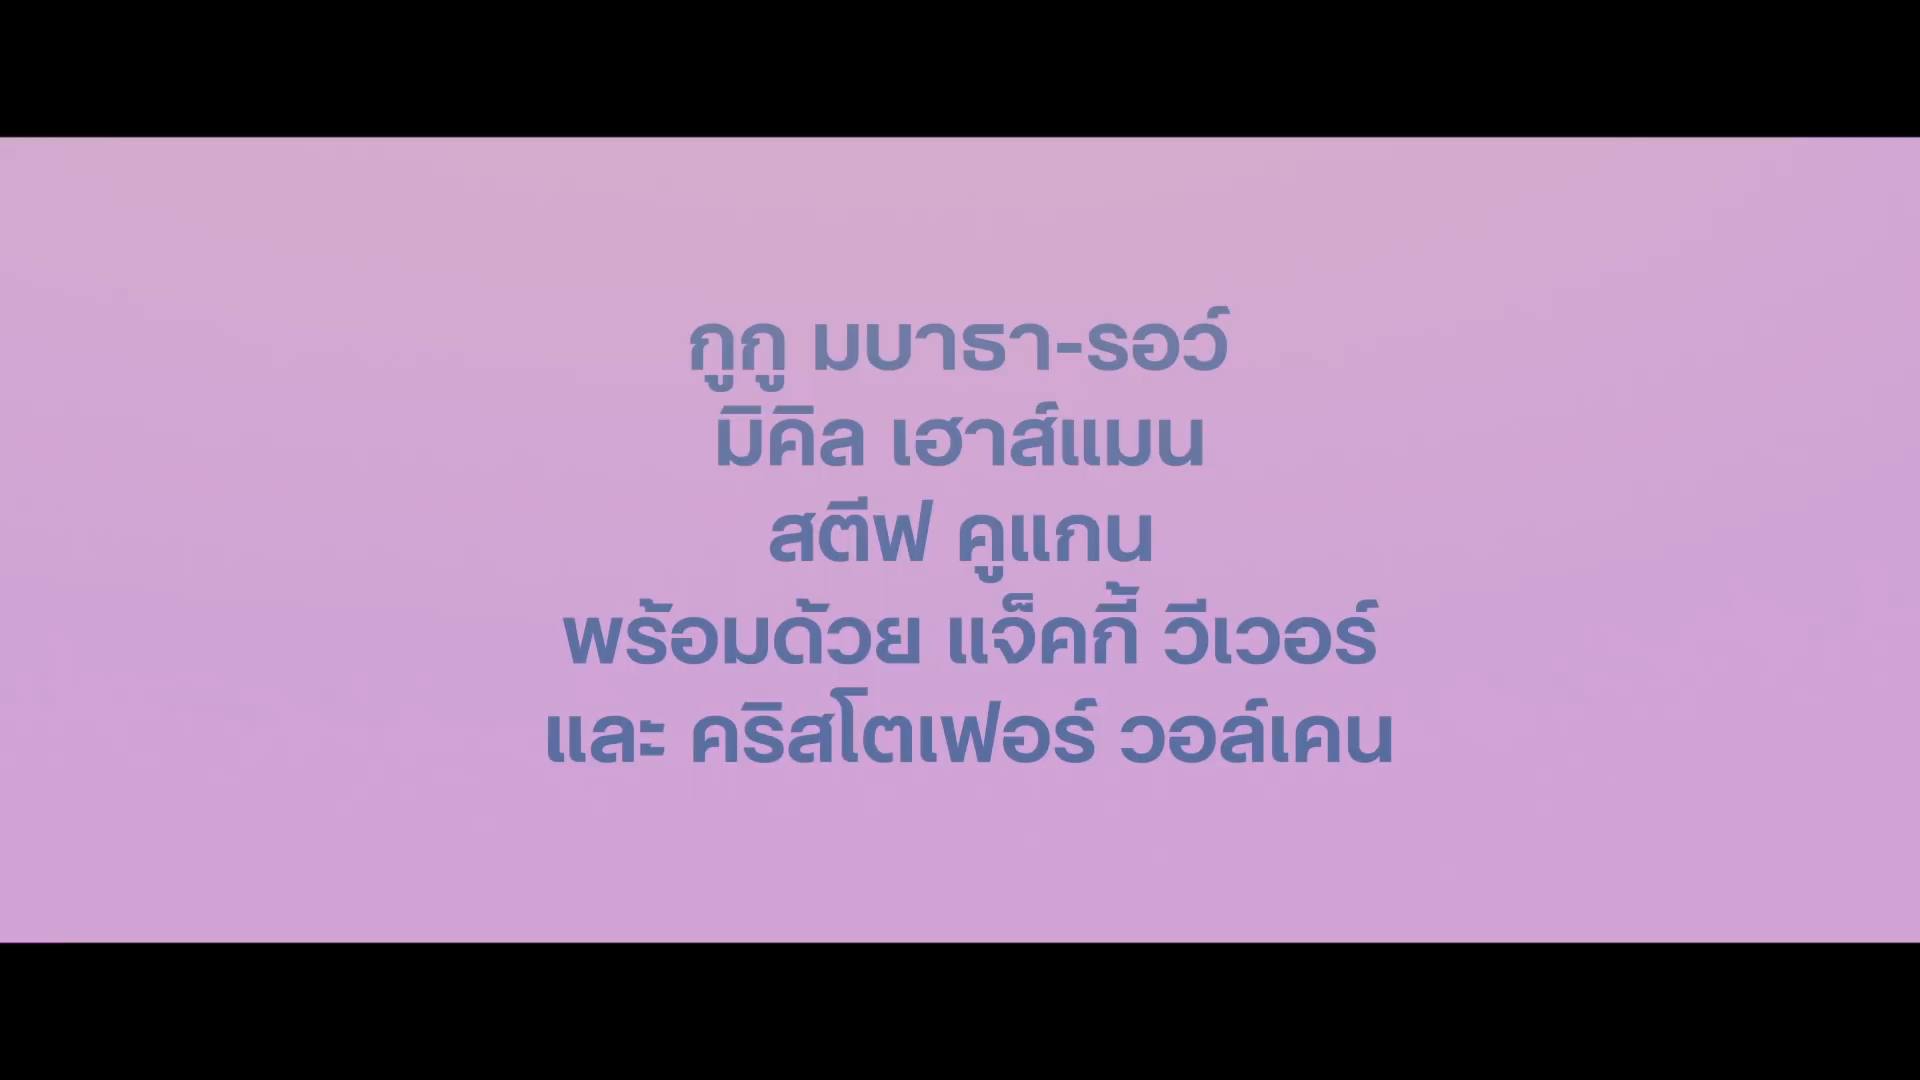 กูกู มบาธา-รอว์
มิคิล เฮาส์แมน
สตีฟ คูแกน
พร้อมด้วย แจ็คกี้ วีเวอร์
และ คริสโตเฟอร์ วอล์เคน